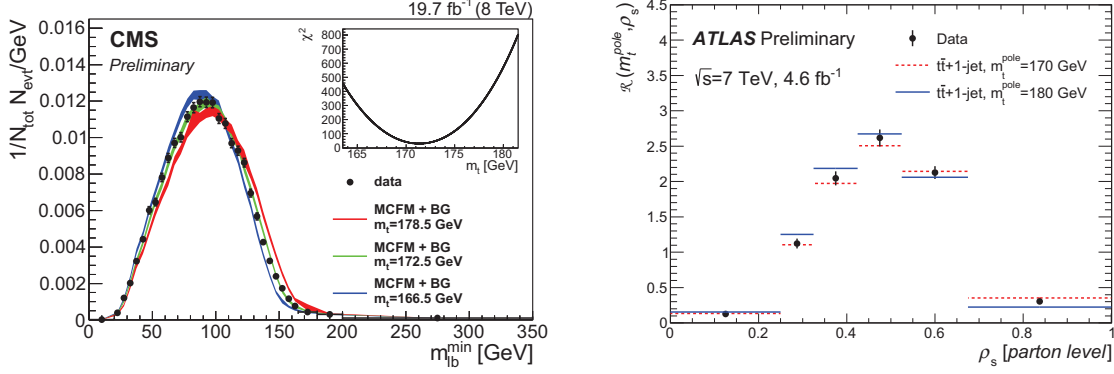 19.7 fb⁻¹ (8 TeV)
CMS
Preliminary
1/N_tot N_evt/GeV
0.016
0.014
0.012
0.01
0.008
0.006
0.004
0.002
0
0 50 100 150 200 250 300 350
m_lb^min [GeV]
χ²
800
700
600
500
400
300
200
100
0
165 170 175 180
m_t [GeV]
data
MCFM + BG
m_t=178.5 GeV
MCFM + BG
m_t=172.5 GeV
MCFM + BG
m_t=166.5 GeV
ℛ (m_t^pole, ρ_s)
4.5
4
3.5
3
2.5
2
1.5
1
0.5
0
ATLAS Preliminary
√s=7 TeV, 4.6 fb⁻¹
Data
tt̄+1-jet, m_t^pole=170 GeV
tt̄+1-jet, m_t^pole=180 GeV
0 0.2 0.4 0.6 0.8 1
ρ_s [parton level]